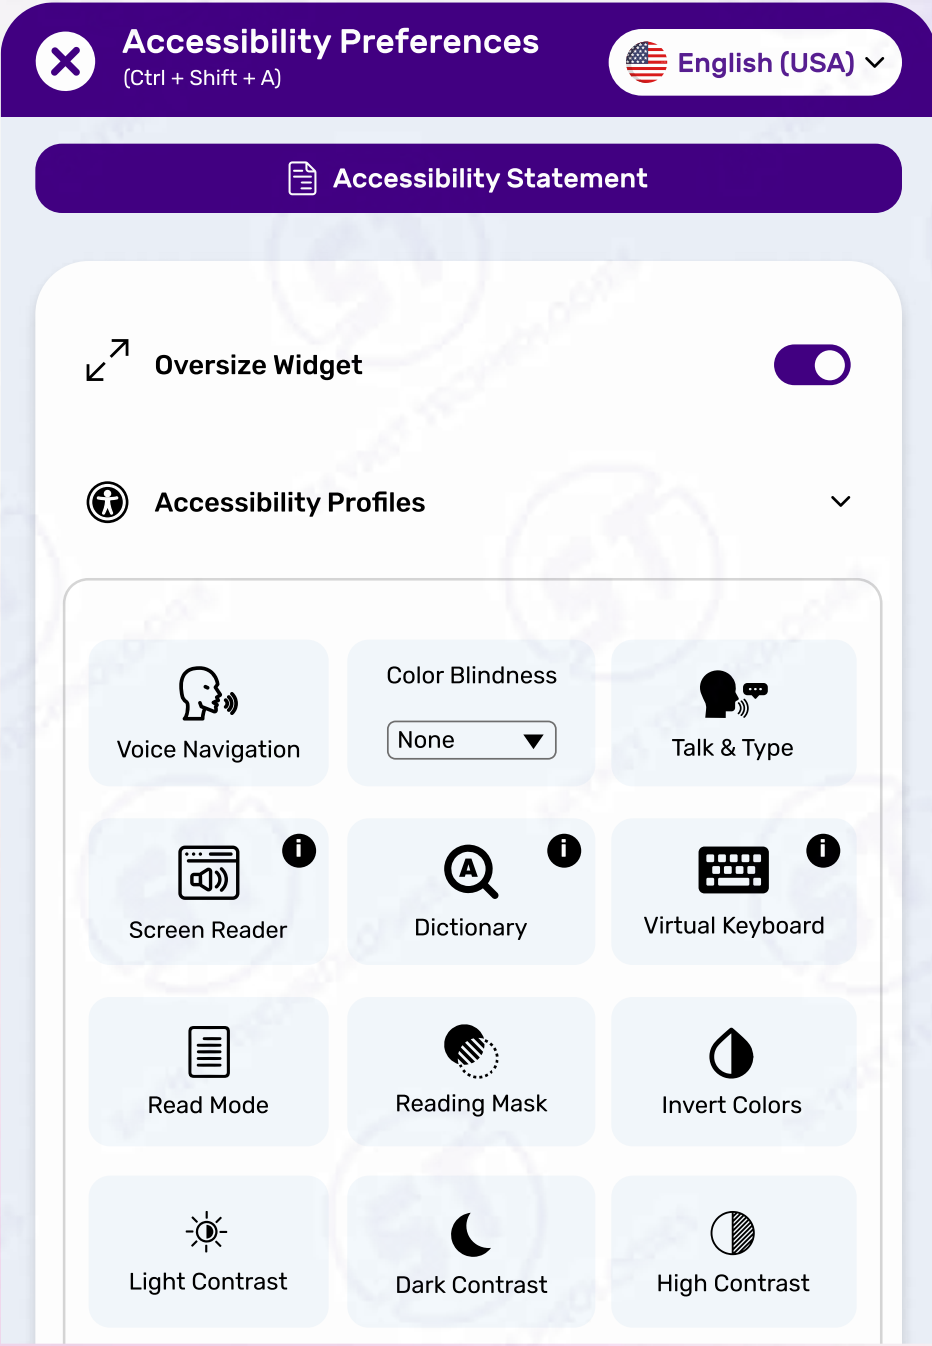 Accessibility Preferences
(Ctrl + Shift + A)
English (USA)
Accessibility Statement
Oversize Widget
Accessibility Profiles
Voice Navigation
Color Blindness
None
Talk & Type
Screen Reader
Dictionary
Virtual Keyboard
Read Mode
Reading Mask
Invert Colors
Light Contrast
Dark Contrast
High Contrast